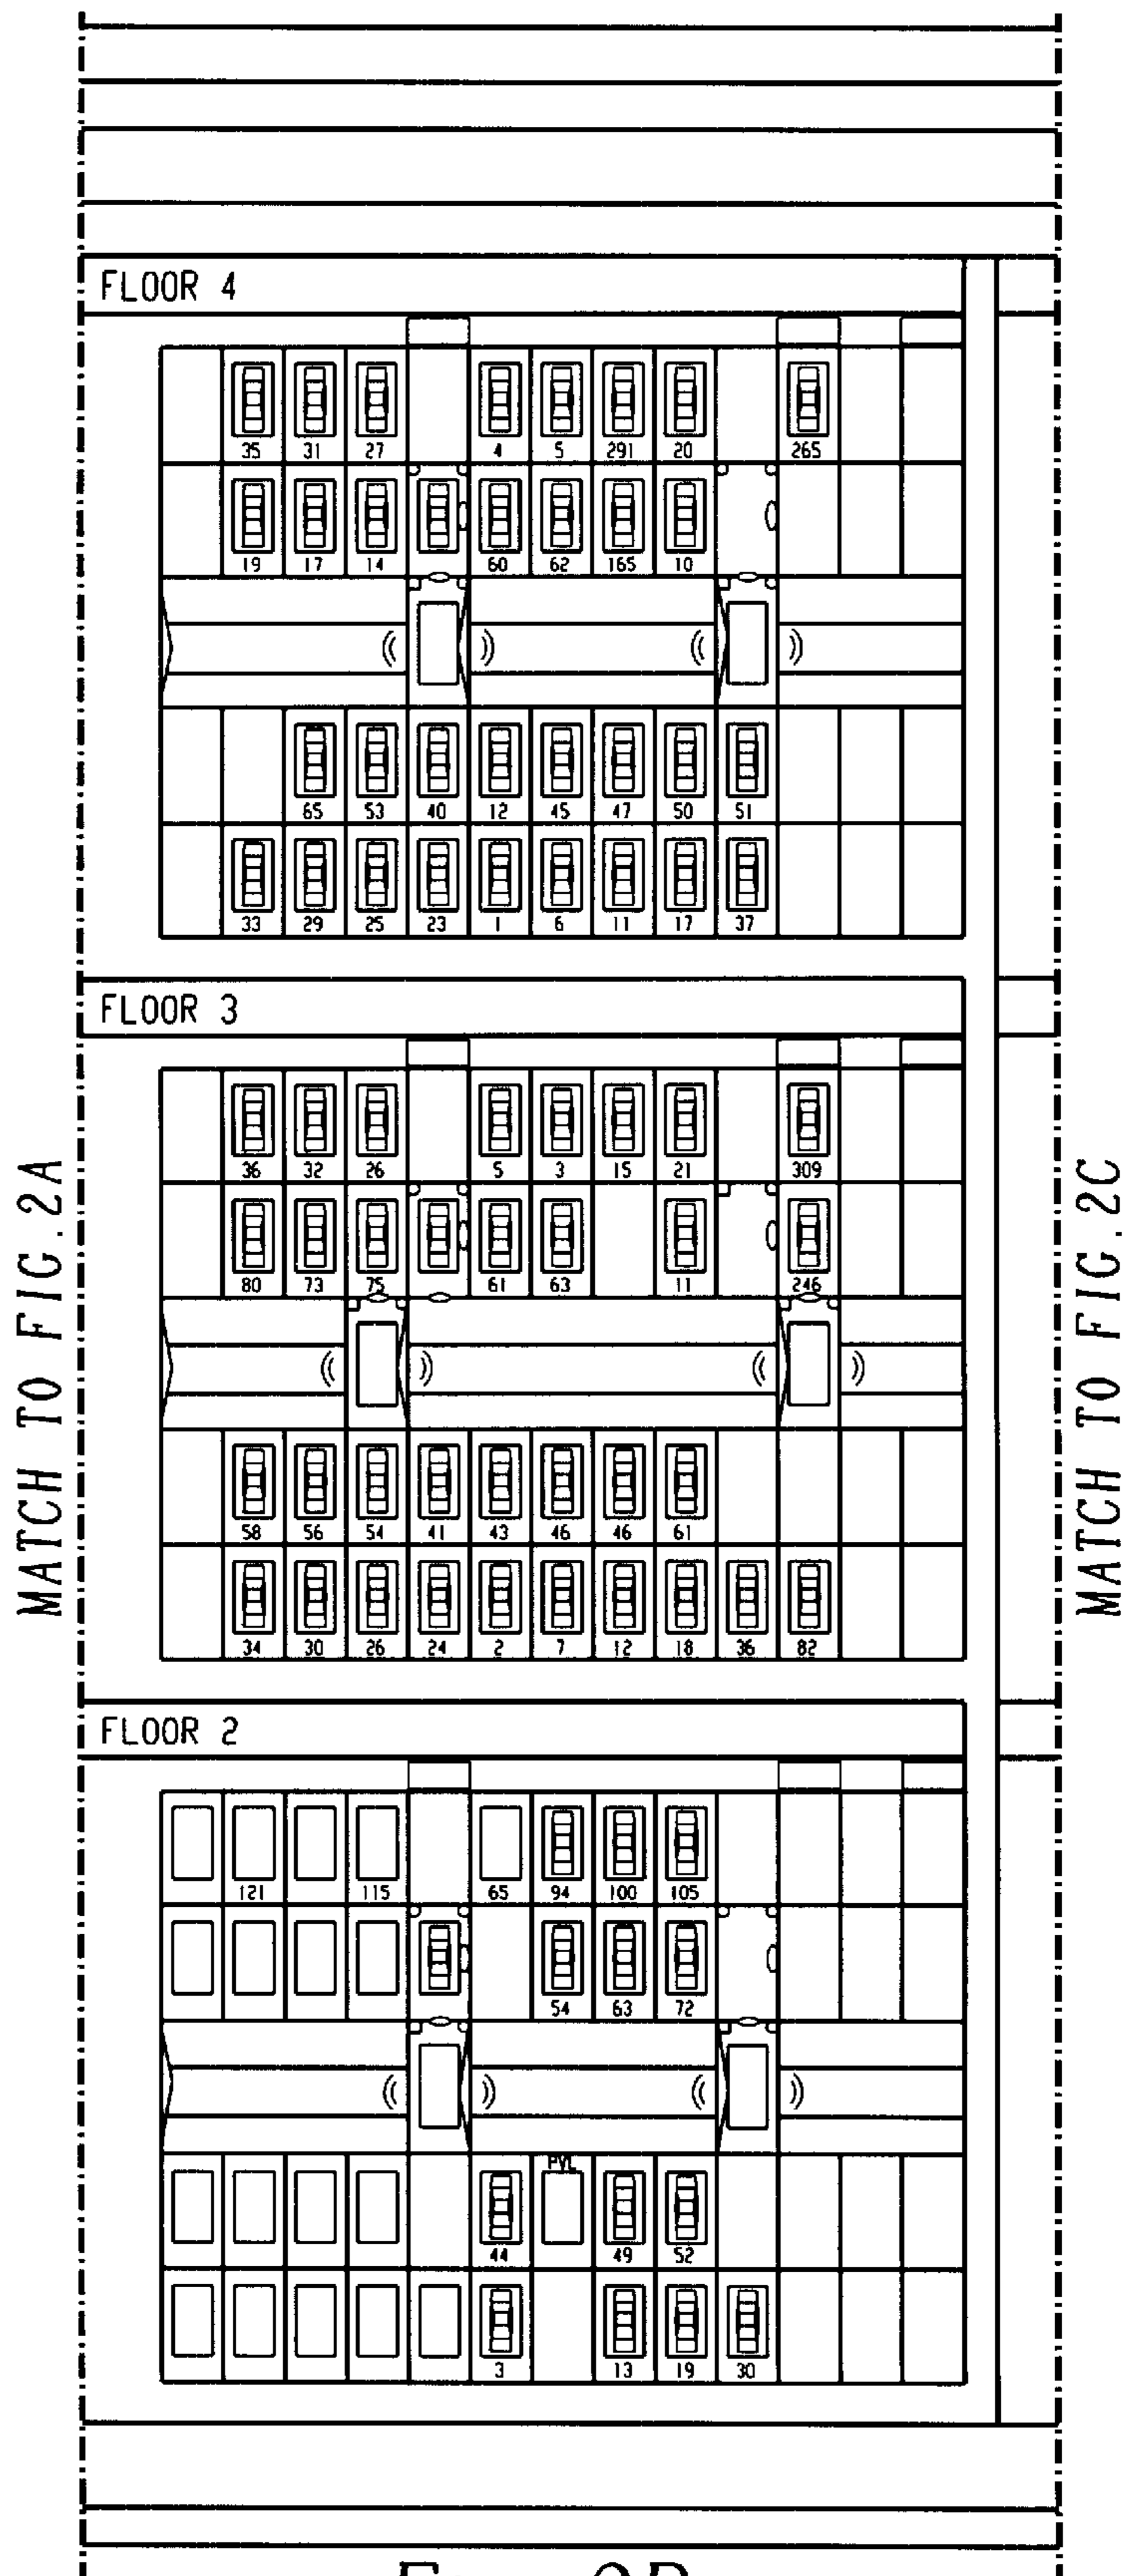 FLOOR 4
35 31 27 4 5 291 20 265
19 17 14 60 62 165 10
65 53 40 12 45 47 50 51
33 29 25 23 1 6 11 17 37
FLOOR 3
36 32 26 5 3 15 21 309
80 73 75 61 63 11 246
MATCH TO FIG.2A
MATCH TO FIG.2C
58 56 54 41 43 46 46 61
34 30 26 24 2 7 12 18 36 82
FLOOR 2
121 115 65 94 100 105
54 63 72
PVL
44 49 52
3 13 19 30